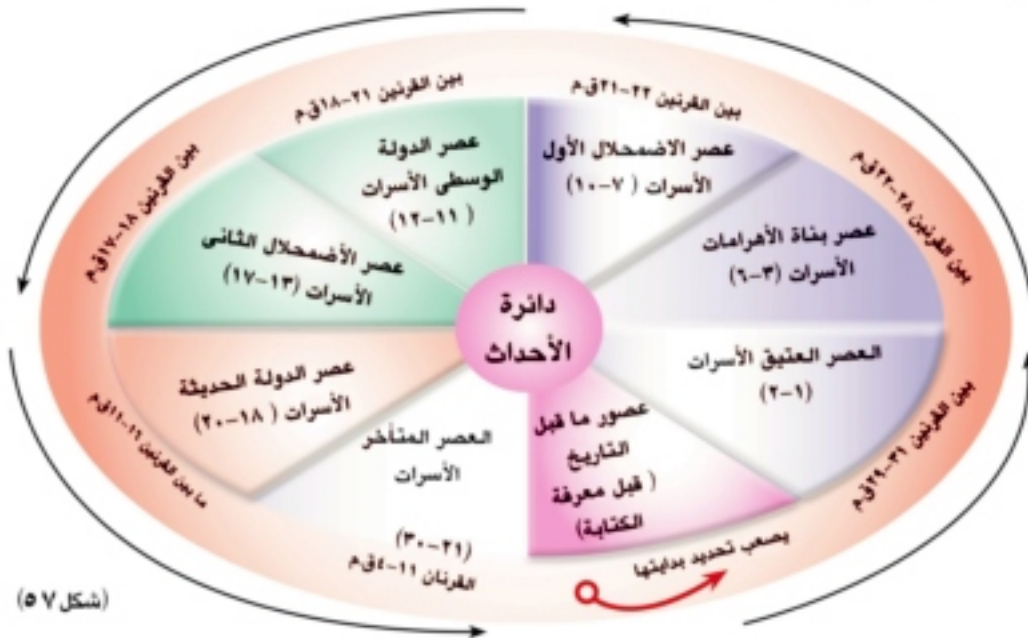 دائرة
الأحداث
عصور ما قبل
التاريخ
( قبل معرفة
الكتابة)
يصعب تحديد بدايتها
العصر العتيق الأسرات
(١-٢)
بين القرنين ٣١-٢٩ق.م
عصر بناة الأهرامات
الأسرات (٣-٦)
بين القرنين ٢٨-٢٢ق.م
عصر الاضمحلال الأول
الأسرات (٧-١٠)
بين القرنين ٢٢-٢١ق.م
عصر الدولة
الوسطى الأسرات
(١١-١٢)
بين القرنين ٢١-١٨ق.م
عصر الأضمحلال الثانى
الأسرات (١٣-١٧)
بين القرنين ١٨-١٧ق.م
عصر الدولة الحديثة
الأسرات (١٨-٢٠)
ما بين القرنين ١٦-١١ق.م
العصر المتأخر
الأسرات
(٢١-٣٠)
القرنان ١١-٤ق.م
(شكل ٥٧)